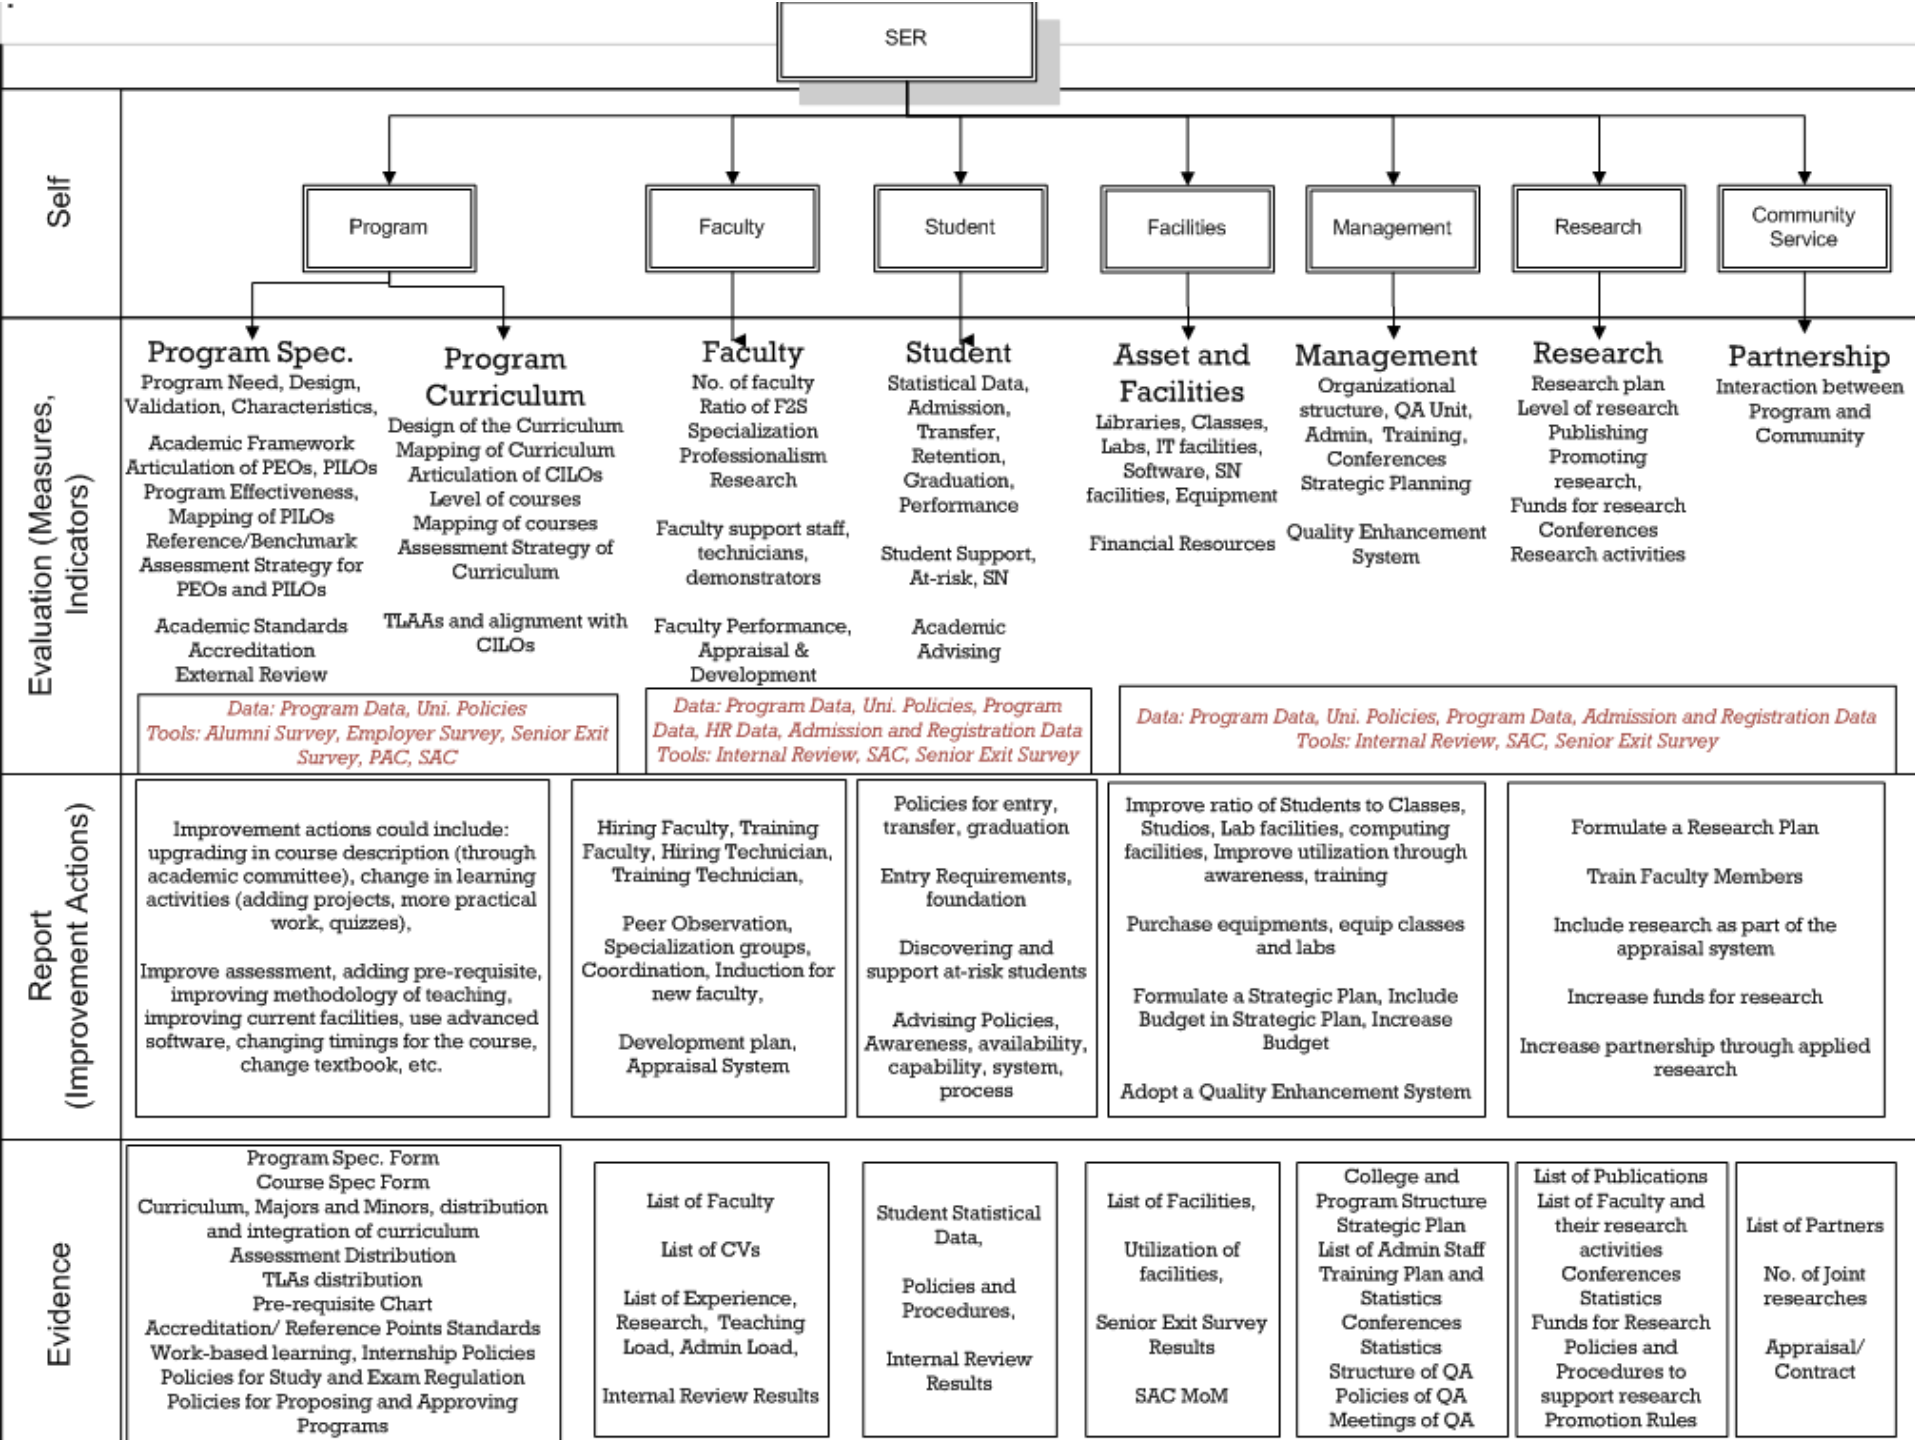 SER
Self
Program
Faculty
Student
Facilities
Management
Research
Community
Service
Evaluation (Measures,
Indicators)
Program Spec.
Program Need, Design,
Validation, Characteristics,
Academic Framework
Articulation of PEOs, PILOs
Program Effectiveness,
Mapping of PILOs
Reference/Benchmark
Assessment Strategy for
PEOs and PILOs
Academic Standards
Accreditation
External Review
Program
Curriculum
Design of the Curriculum
Mapping of Curriculum
Articulation of CILOs
Level of courses
Mapping of courses
Assessment Strategy of
Curriculum
TLAAs and alignment with
CILOs
Faculty
No. of faculty
Ratio of F2S
Specialization
Professionalism
Research
Faculty support staff,
technicians,
demonstrators
Faculty Performance,
Appraisal &
Development
Student
Statistical Data,
Admission,
Transfer,
Retention,
Graduation,
Performance
Student Support,
At-risk, SN
Academic
Advising
Asset and
Facilities
Libraries, Classes,
Labs, IT facilities,
Software, SN
facilities, Equipment
Financial Resources
Management
Organizational
structure, QA Unit,
Admin, Training,
Conferences
Strategic Planning
Quality Enhancement
System
Research
Research plan
Level of research
Publishing
Promoting
research,
Funds for research
Conferences
Research activities
Partnership
Interaction between
Program and
Community
Data: Program Data, Uni. Policies
Tools: Alumni Survey, Employer Survey, Senior Exit
Survey, PAC, SAC
Data: Program Data, Uni. Policies, Program
Data, HR Data, Admission and Registration Data
Tools: Internal Review, SAC, Senior Exit Survey
Data: Program Data, Uni. Policies, Program Data, Admission and Registration Data
Tools: Internal Review, SAC, Senior Exit Survey
Report
(Improvement Actions)
Improvement actions could include:
upgrading in course description (through
academic committee), change in learning
activities (adding projects, more practical
work, quizzes),
Improve assessment, adding pre-requisite,
improving methodology of teaching,
improving current facilities, use advanced
software, changing timings for the course,
change textbook, etc.
Hiring Faculty, Training
Faculty, Hiring Technician,
Training Technician,
Peer Observation,
Specialization groups,
Coordination, Induction for
new faculty,
Development plan,
Appraisal System
Policies for entry,
transfer, graduation
Entry Requirements,
foundation
Discovering and
support at-risk students
Advising Policies,
Awareness, availability,
capability, system,
process
Improve ratio of Students to Classes,
Studios, Lab facilities, computing
facilities, Improve utilization through
awareness, training
Purchase equipments, equip classes
and labs
Formulate a Strategic Plan, Include
Budget in Strategic Plan, Increase
Budget
Adopt a Quality Enhancement System
Formulate a Research Plan
Train Faculty Members
Include research as part of the
appraisal system
Increase funds for research
Increase partnership through applied
research
Evidence
Program Spec. Form
Course Spec Form
Curriculum, Majors and Minors, distribution
and integration of curriculum
Assessment Distribution
TLAs distribution
Pre-requisite Chart
Accreditation/ Reference Points Standards
Work-based learning, Internship Policies
Policies for Study and Exam Regulation
Policies for Proposing and Approving
Programs
List of Faculty
List of CVs
List of Experience,
Research, Teaching
Load, Admin Load,
Internal Review Results
Student Statistical
Data,
Policies and
Procedures,
Internal Review
Results
List of Facilities,
Utilization of
facilities,
Senior Exit Survey
Results
SAC MoM
College and
Program Structure
Strategic Plan
List of Admin Staff
Training Plan and
Statistics
Conferences
Statistics
Structure of QA
Policies of QA
Meetings of QA
List of Publications
List of Faculty and
their research
activities
Conferences
Statistics
Funds for Research
Policies and
Procedures to
support research
Promotion Rules
List of Partners
No. of Joint
researches
Appraisal/
Contract